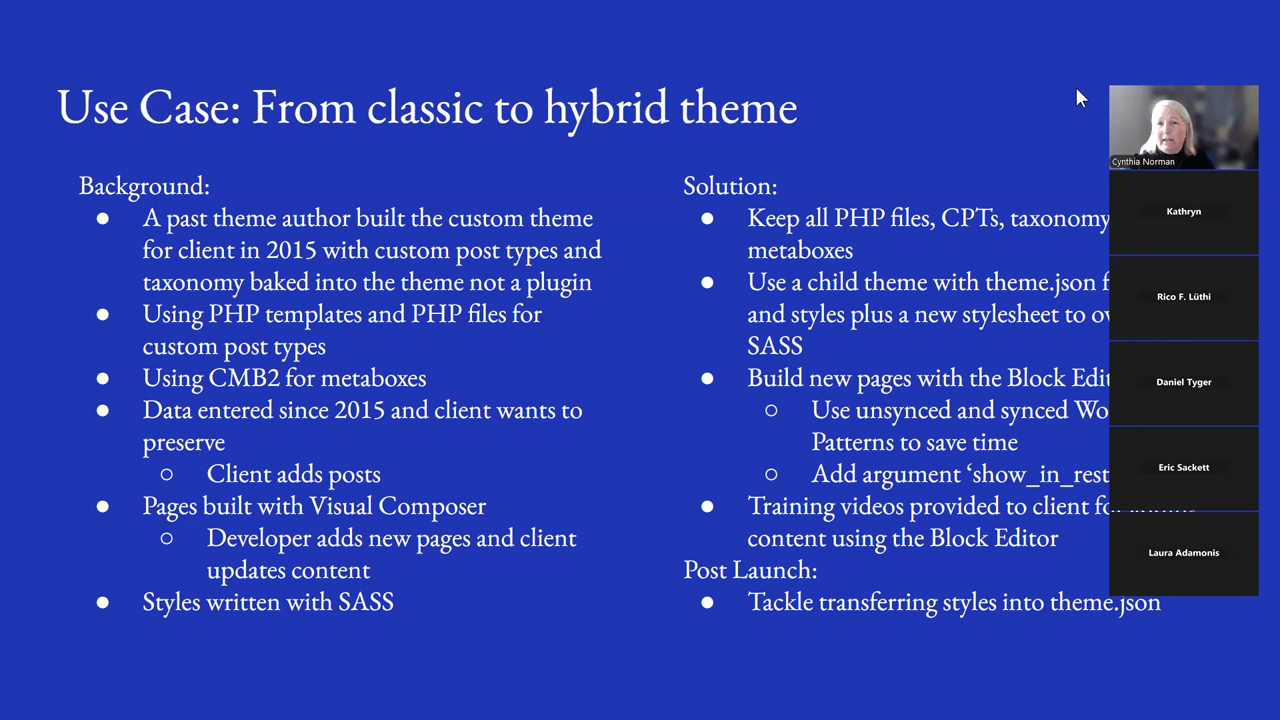 Use Case: From classic to hybrid theme
Background:
● A past theme author built the custom theme
for client in 2015 with custom post types and
taxonomy baked into the theme not a plugin
● Using PHP templates and PHP files for
custom post types
● Using CMB2 for metaboxes
● Data entered since 2015 and client wants to
preserve
○ Client adds posts
● Pages built with Visual Composer
○ Developer adds new pages and client
updates content
● Styles written with SASS
Solution:
● Keep all PHP files, CPTs, taxonomy
metaboxes
● Use a child theme with theme.json
and styles plus a new stylesheet to
SASS
● Build new pages with the Block
○ Use unsynced and synced
Patterns to save time
○ Add argument ‘show_in_rest
● Training videos provided to client
content using the Block Editor
Post Launch:
● Tackle transferring styles into theme.json
Cynthia Norman
Kathryn
Rico F. Lüthi
Daniel Tyger
Eric Sackett
Laura Adamonis